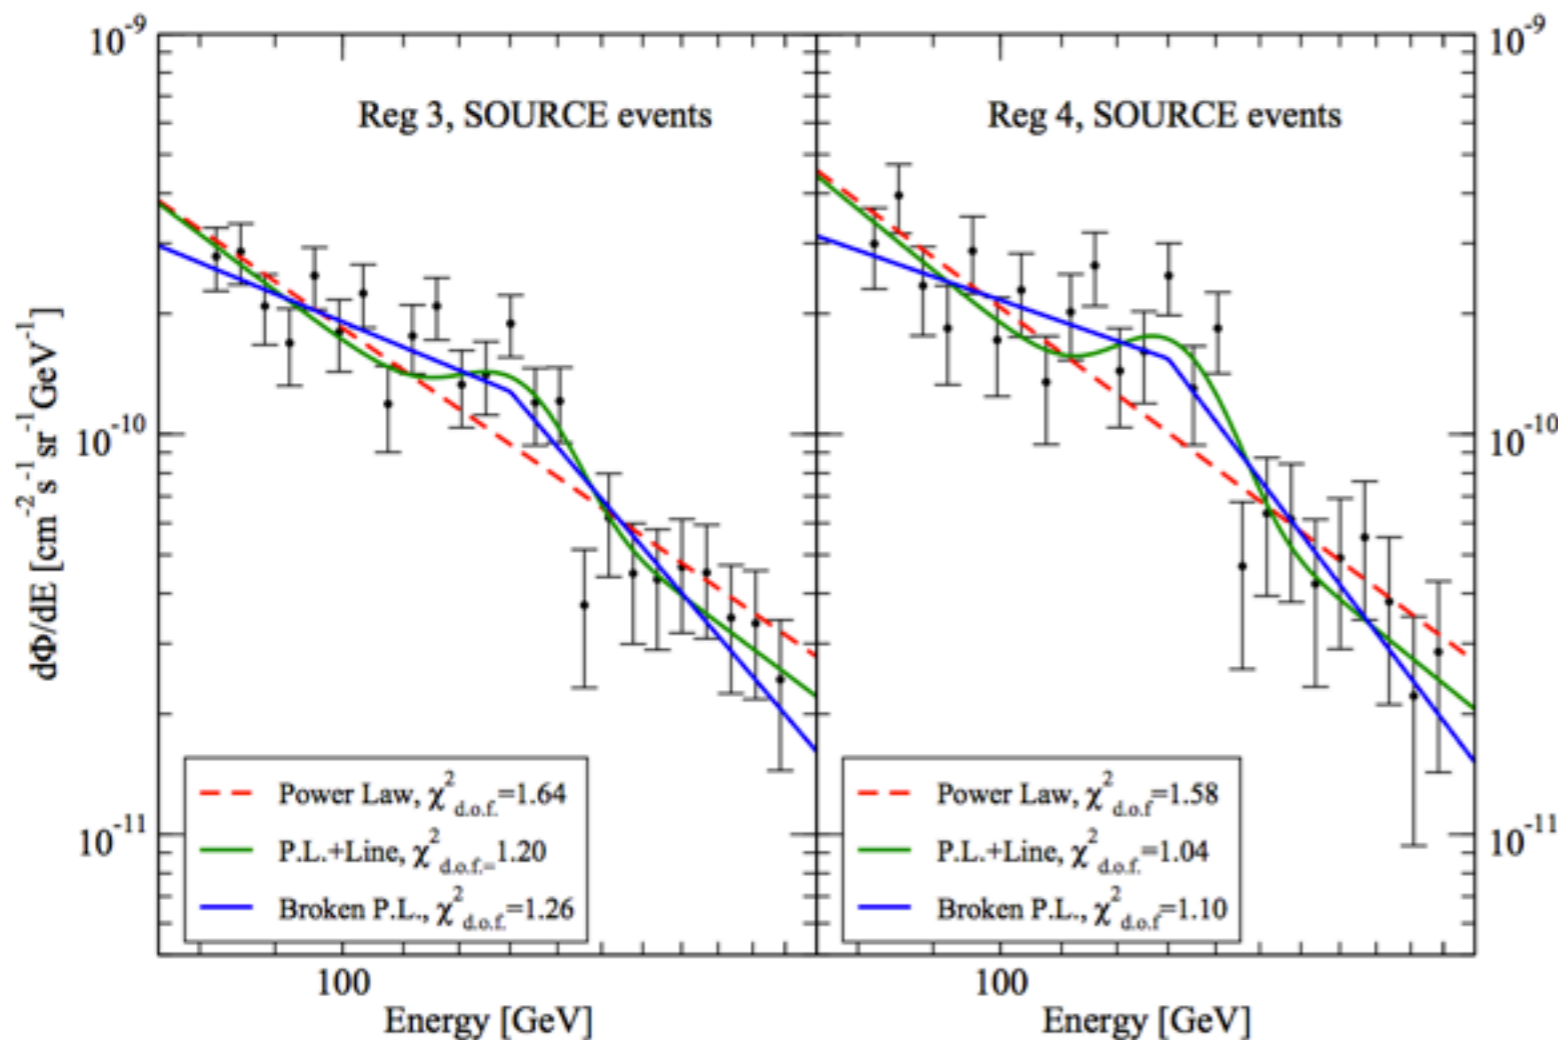 10⁻⁹
10⁻⁹
Reg 3, SOURCE events
Reg 4, SOURCE events
dΦ/dE [cm⁻² s⁻¹ sr⁻¹ GeV⁻¹]
10⁻¹⁰
10⁻¹⁰
Power Law, χ²d.o.f.=1.64
P.L.+Line, χ²d.o.f.=1.20
Broken P.L., χ²d.o.f.=1.26
Power Law, χ²d.o.f=1.58
P.L.+Line, χ²d.o.f.=1.04
Broken P.L., χ²d.o.f=1.10
10⁻¹¹
10⁻¹¹
100
100
Energy [GeV]
Energy [GeV]